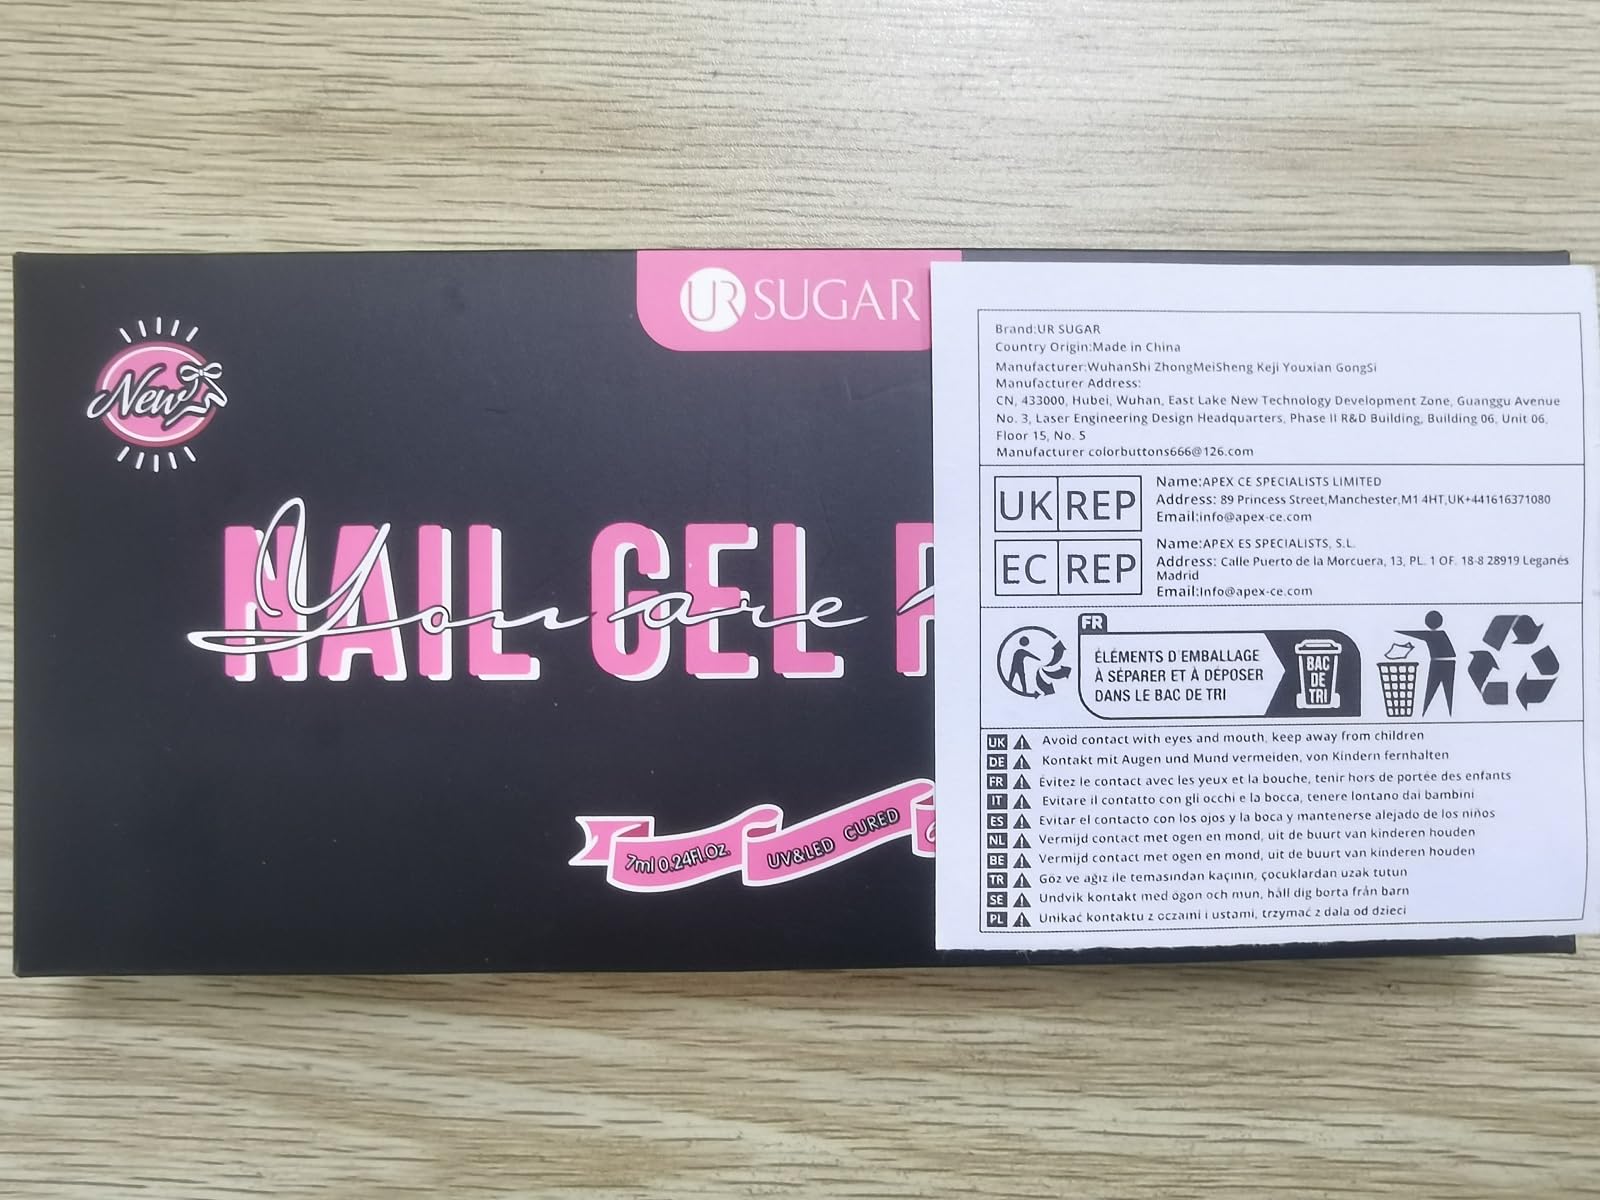 New
UR SUGAR
NAIL GEL
You are
7ml 0.24Fl.Oz.
UV&LED CURED
Brand:UR SUGAR
Country Origin:Made in China
Manufacturer:WuhanShi ZhongMeiSheng Keji Youxian GongSi
Manufacturer Address:
CN, 433000, Hubei, Wuhan, East Lake New Technology Development Zone, Guanggu Avenue
No. 3, Laser Engineering Design Headquarters, Phase II R&D Building, Building 06, Unit 06,
Floor 15, No. 5
Manufacturer colorbuttons666@126.com
UK REP
Name:APEX CE SPECIALISTS LIMITED
Address: 89 Princess Street,Manchester,M1 4HT,UK+441616371080
Email:info@apex-ce.com
EC REP
Name:APEX ES SPECIALISTS, S.L.
Address: Calle Puerto de la Morcuera, 13, PL. 1 OF. 18-8 28919 Leganés
Madrid
Email:Info@apex-ce.com
FR
ÉLÉMENTS D'EMBALLAGE
À SÉPARER ET À DÉPOSER
DANS LE BAC DE TRI
BAC
DE
TRI
UK Avoid contact with eyes and mouth, keep away from children
DE Kontakt mit Augen und Mund vermeiden, von Kindern fernhalten
FR Évitez le contact avec les yeux et la bouche, tenir hors de portée des enfants
IT Evitare il contatto con gli occhi e la bocca, tenere lontano dai bambini
ES Evitar el contacto con los ojos y la boca y mantenerse alejado de los niños
NL Vermijd contact met ogen en mond, uit de buurt van kinderen houden
BE Vermijd contact met ogen en mond, uit de buurt van kinderen houden
TR Göz ve ağız ile temasından kaçının, çocuklardan uzak tutun
SE Undvik kontakt med ögon och mun, håll dig borta från barn
PL Unikać kontaktu z oczami i ustami, trzymać z dala od dzieci